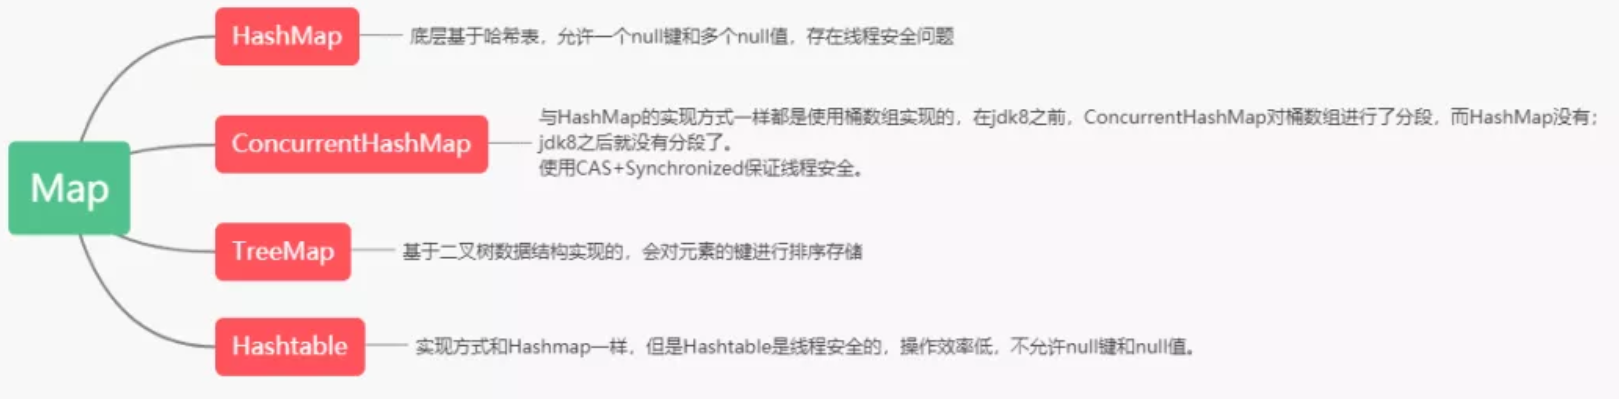 Map
HashMap
底层基于哈希表，允许一个null键和多个null值，存在线程安全问题
ConcurrentHashMap
与HashMap的实现方式一样都是使用桶数组实现的，在jdk8之前，ConcurrentHashMap对桶数组进行了分段，而HashMap没有；
jdk8之后就没有分段了。
使用CAS+Synchronized保证线程安全。
TreeMap
基于二叉树数据结构实现的，会对元素的键进行排序存储
Hashtable
实现方式和Hashmap一样，但是Hashtable是线程安全的，操作效率低，不允许null键和null值。